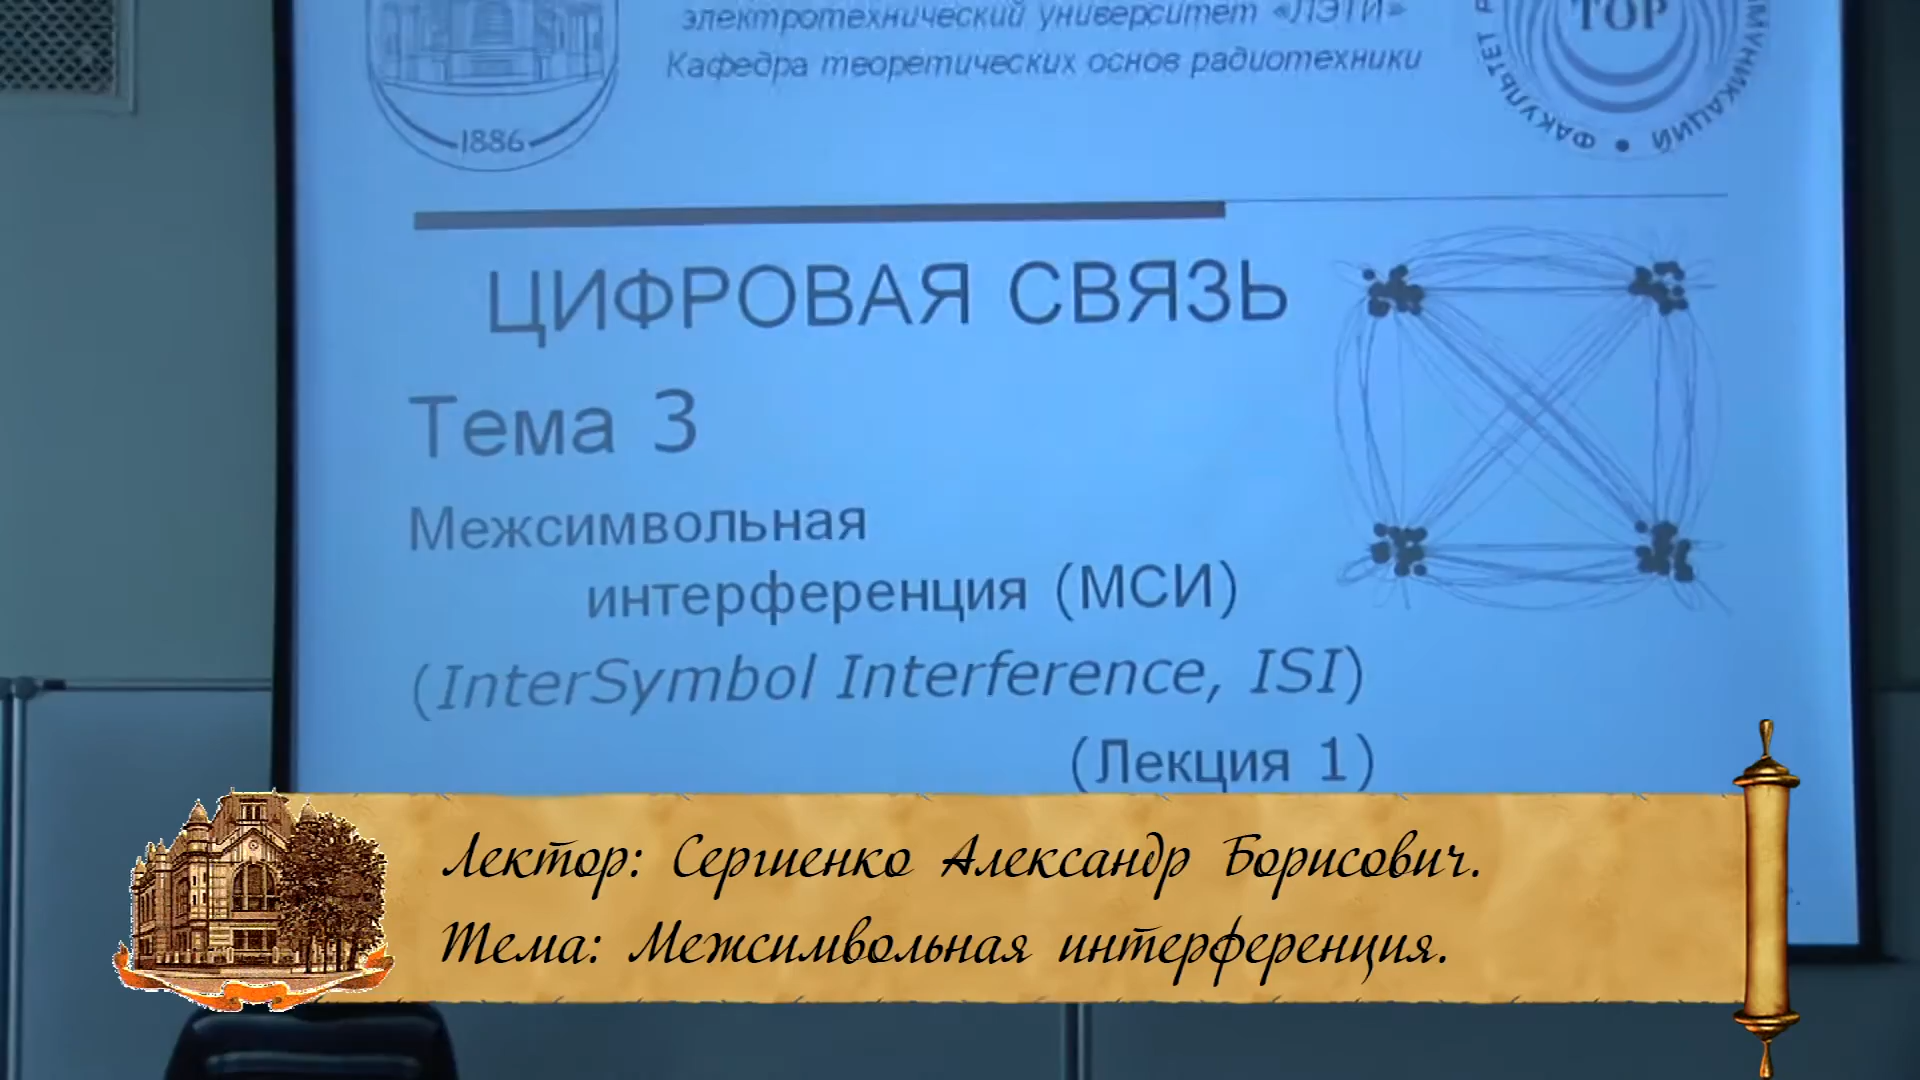 электротехнический университет «ЛЭТИ»
Кафедра теоретических основ радиотехники
1886
ТОР
ФАКУЛЬТЕТ
ЦИФРОВАЯ СВЯЗЬ
Тема 3
Межсимвольная
интерференция (МСИ)
(InterSymbol Interference, ISI)
(Лекция 1)
Лектор: Сергиенко Александр Борисович.
Тема: Межсимвольная интерференция.